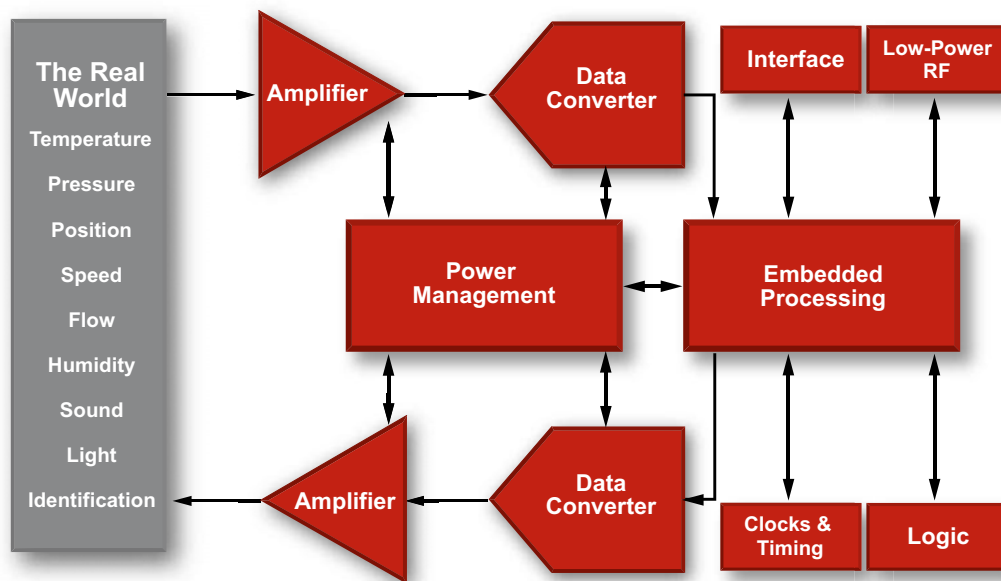 The Real
World
Temperature
Pressure
Position
Speed
Flow
Humidity
Sound
Light
Identification
Amplifier
Data
Converter
Interface
Low-Power
RF
Power
Management
Embedded
Processing
Amplifier
Data
Converter
Clocks &
Timing
Logic